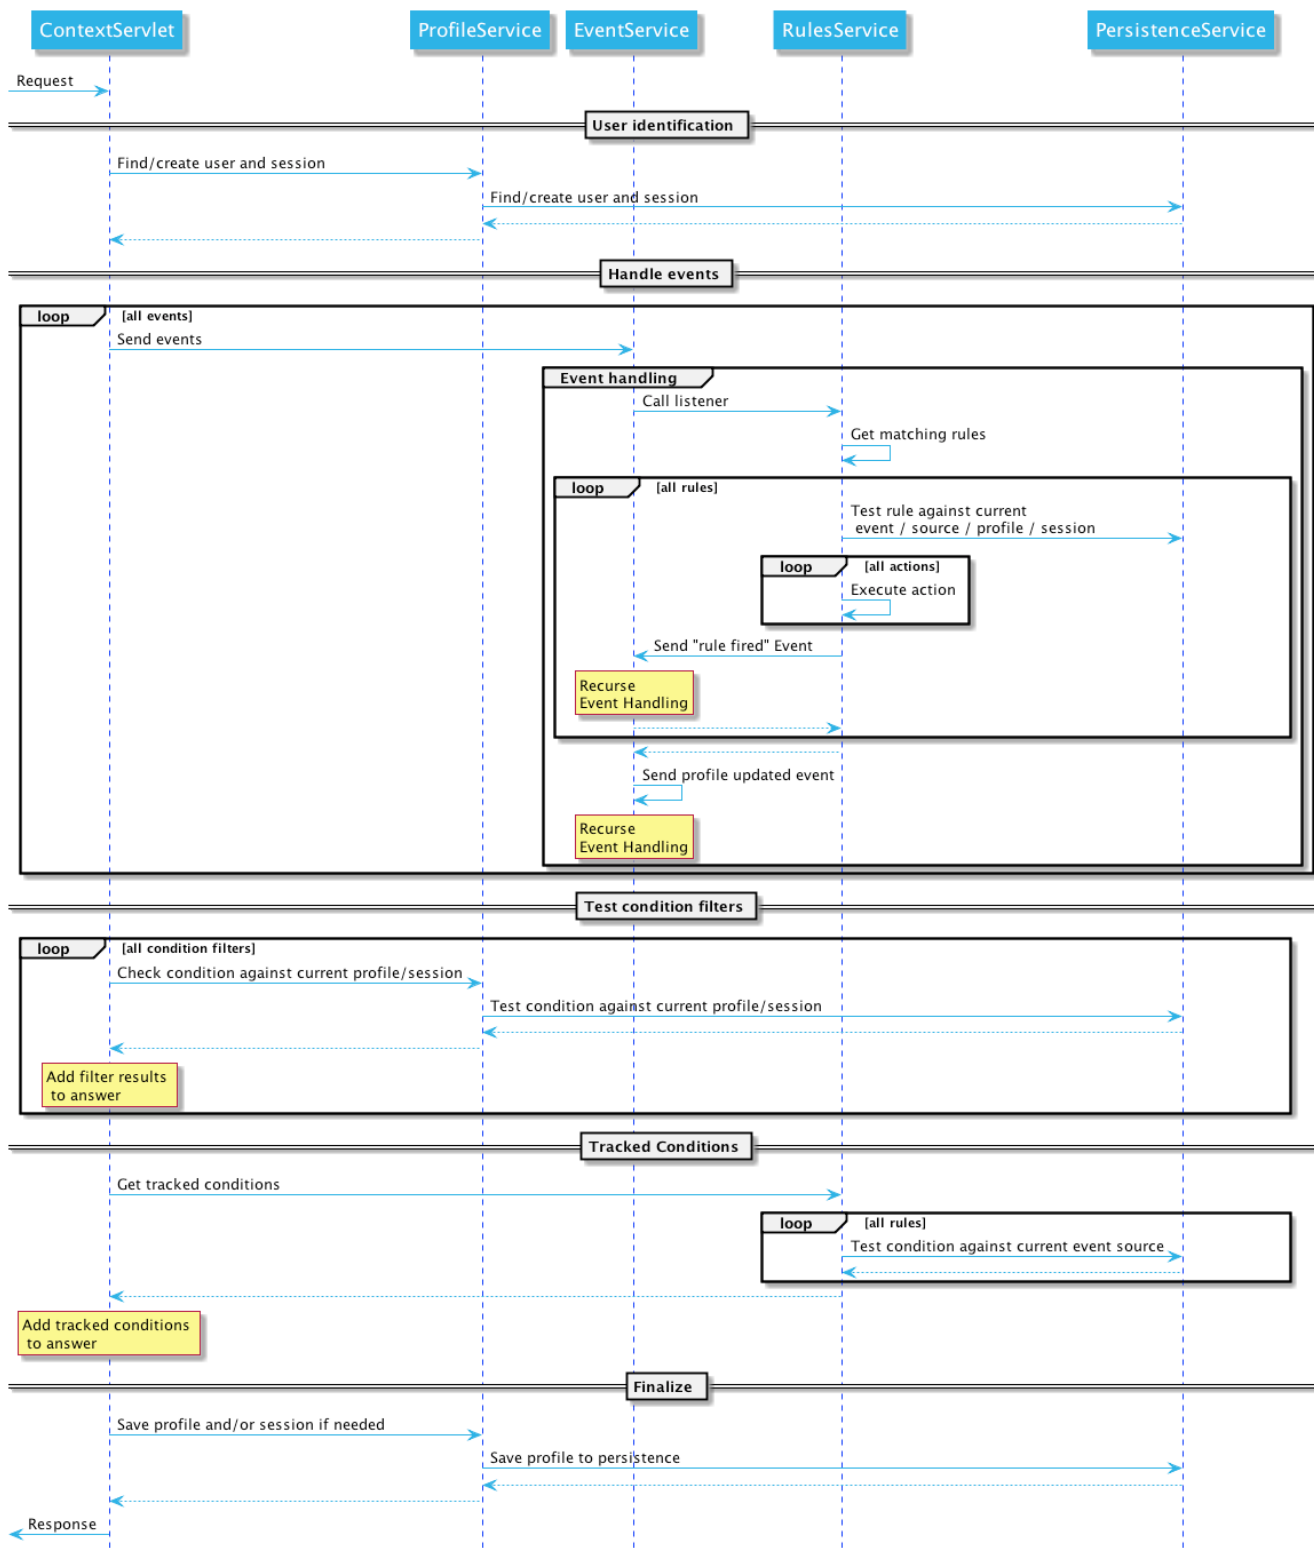 ContextServlet
ProfileService
EventService
RulesService
PersistenceService
Request
User identification
Find/create user and session
Find/create user and session
Handle events
loop
[all events]
Send events
Event handling
Call listener
Get matching rules
loop
[all rules]
Test rule against current
event / source / profile / session
loop
[all actions]
Execute action
Send "rule fired" Event
Recurse
Event Handling
Send profile updated event
Recurse
Event Handling
Test condition filters
loop
[all condition filters]
Check condition against current profile/session
Test condition against current profile/session
Add filter results
to answer
Tracked Conditions
Get tracked conditions
loop
[all rules]
Test condition against current event source
Add tracked conditions
to answer
Finalize
Save profile and/or session if needed
Save profile to persistence
Response